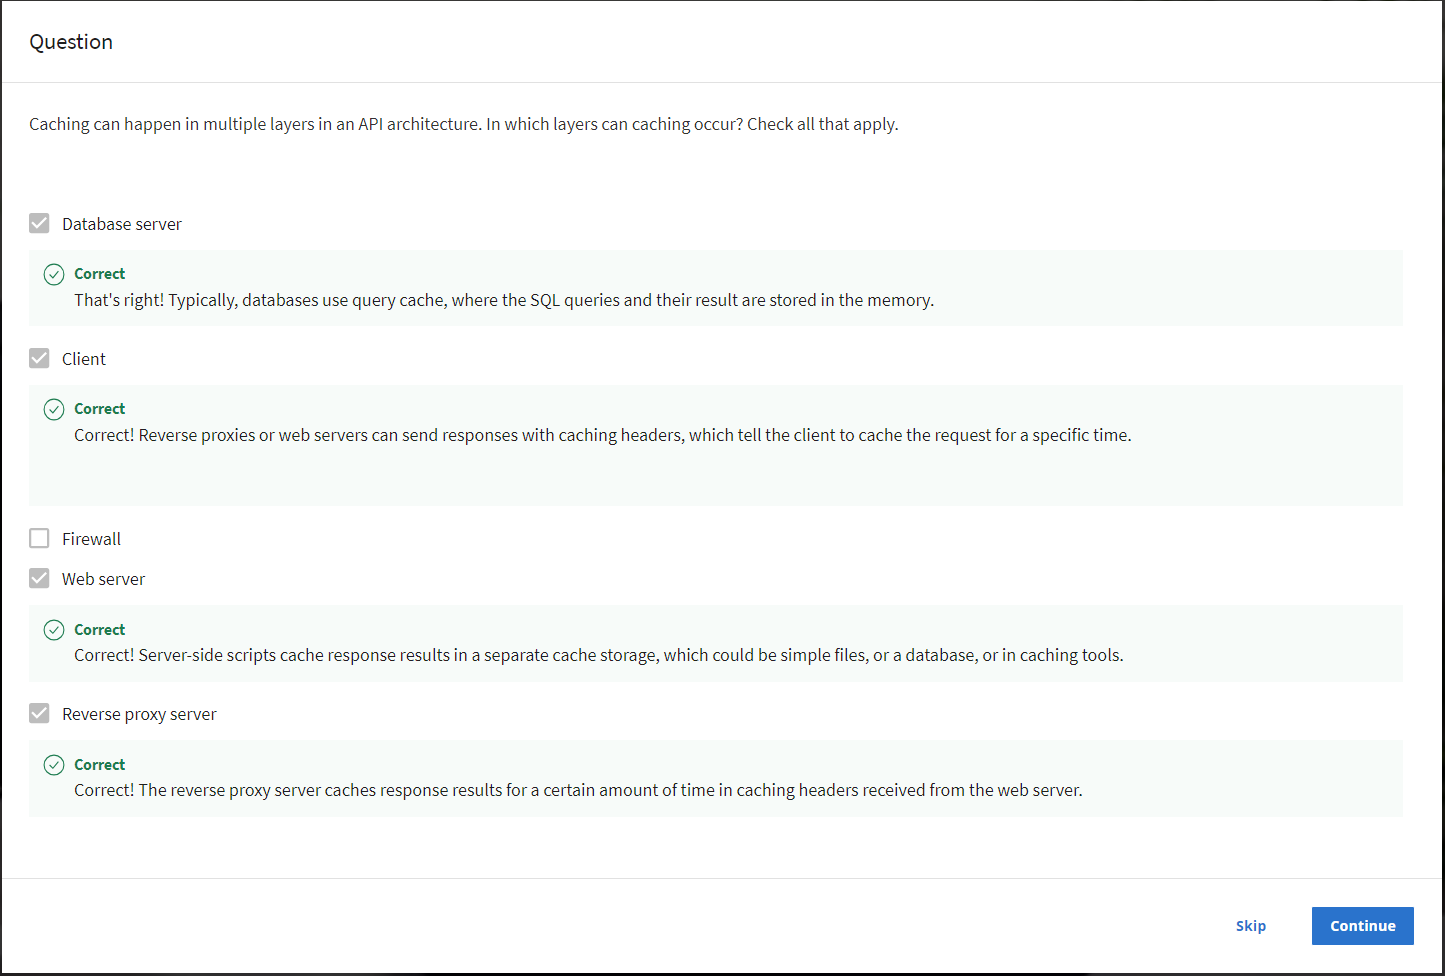 Question
Caching can happen in multiple layers in an API architecture. In which layers can caching occur? Check all that apply.
Database server
Correct
That's right! Typically, databases use query cache, where the SQL queries and their result are stored in the memory.
Client
Correct
Correct! Reverse proxies or web servers can send responses with caching headers, which tell the client to cache the request for a specific time.
Firewall
Web server
Correct
Correct! Server-side scripts cache response results in a separate cache storage, which could be simple files, or a database, or in caching tools.
Reverse proxy server
Correct
Correct! The reverse proxy server caches response results for a certain amount of time in caching headers received from the web server.
Skip
Continue